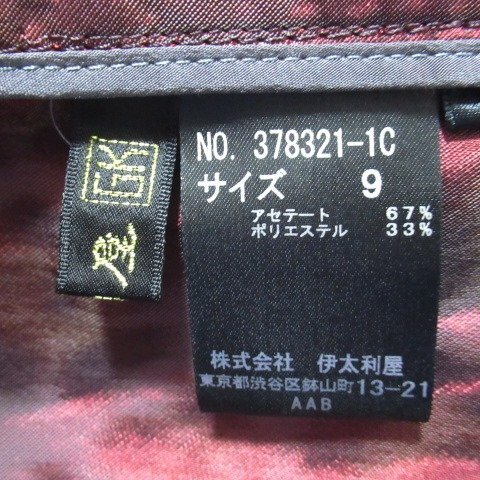 GK
屋
NO. 378321-1C
サイズ 9
アセテート 67%
ポリエステル 33%
株式会社 伊太利屋
東京都渋谷区鉢山町13-21
AAB